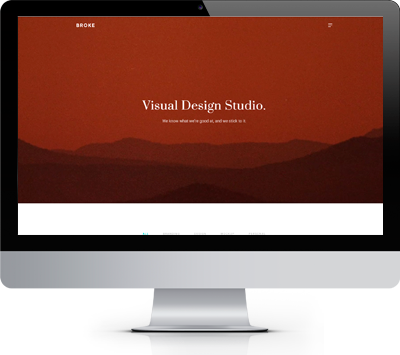 BROKE
Visual Design Studio.
We know what we're good at, and we stick to it.